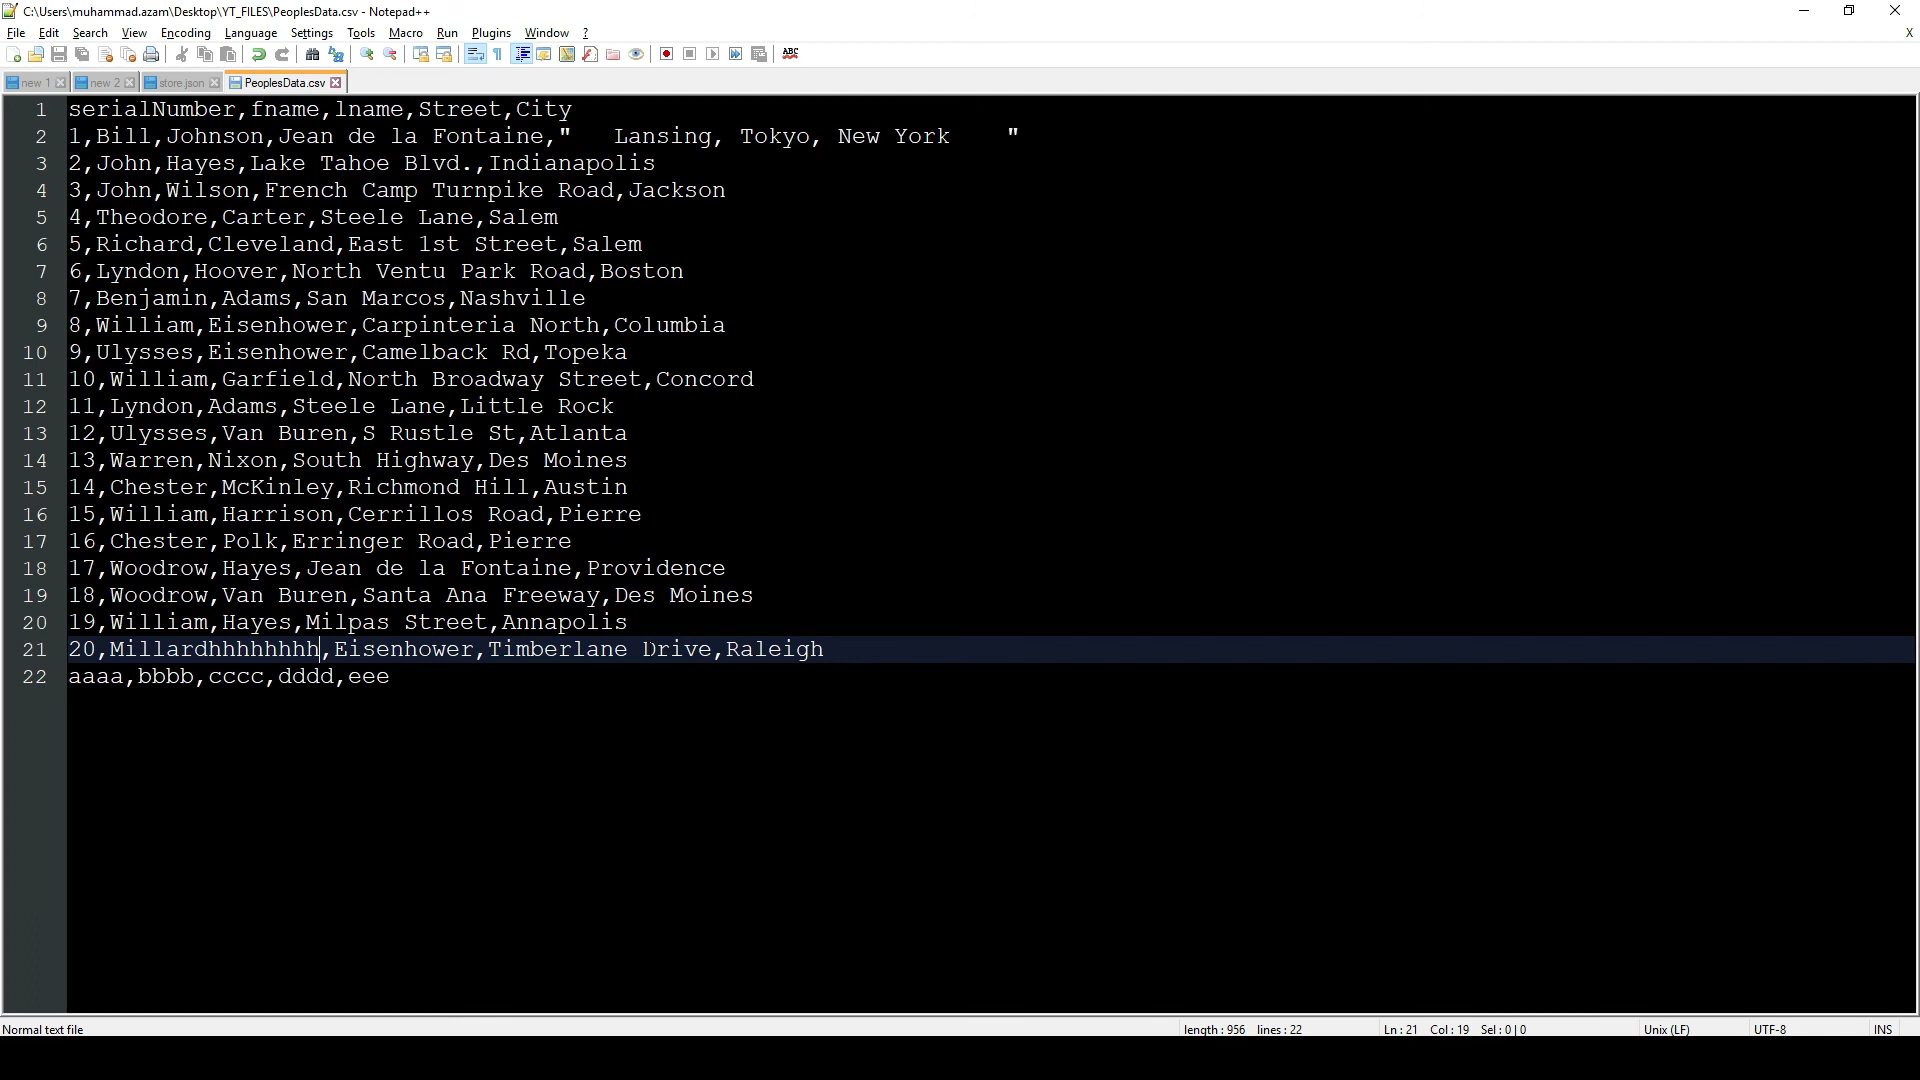 C:\Users\muhammad.azam\Desktop\YT_FILES\PeoplesData.csv - Notepad++
File Edit Search View Encoding Language Settings Tools Macro Run Plugins Window ? X
ABC
new 1 new 2 store.json PeoplesData.csv
1 serialNumber,fname,lname,Street,City
2 1,Bill,Johnson,Jean de la Fontaine,"   Lansing, Tokyo, New York    "
3 2,John,Hayes,Lake Tahoe Blvd.,Indianapolis
4 3,John,Wilson,French Camp Turnpike Road,Jackson
5 4,Theodore,Carter,Steele Lane,Salem
6 5,Richard,Cleveland,East 1st Street,Salem
7 6,Lyndon,Hoover,North Ventu Park Road,Boston
8 7,Benjamin,Adams,San Marcos,Nashville
9 8,William,Eisenhower,Carpinteria North,Columbia
10 9,Ulysses,Eisenhower,Camelback Rd,Topeka
11 10,William,Garfield,North Broadway Street,Concord
12 11,Lyndon,Adams,Steele Lane,Little Rock
13 12,Ulysses,Van Buren,S Rustle St,Atlanta
14 13,Warren,Nixon,South Highway,Des Moines
15 14,Chester,McKinley,Richmond Hill,Austin
16 15,William,Harrison,Cerrillos Road,Pierre
17 16,Chester,Polk,Erringer Road,Pierre
18 17,Woodrow,Hayes,Jean de la Fontaine,Providence
19 18,Woodrow,Van Buren,Santa Ana Freeway,Des Moines
20 19,William,Hayes,Milpas Street,Annapolis
21 20,Millardhhhhhhhh,Eisenhower,Timberlane Drive,Raleigh
22 aaaa,bbbb,cccc,dddd,eee
Normal text file length : 956 lines : 22 Ln : 21 Col : 19 Sel : 0 | 0 Unix (LF) UTF-8 INS